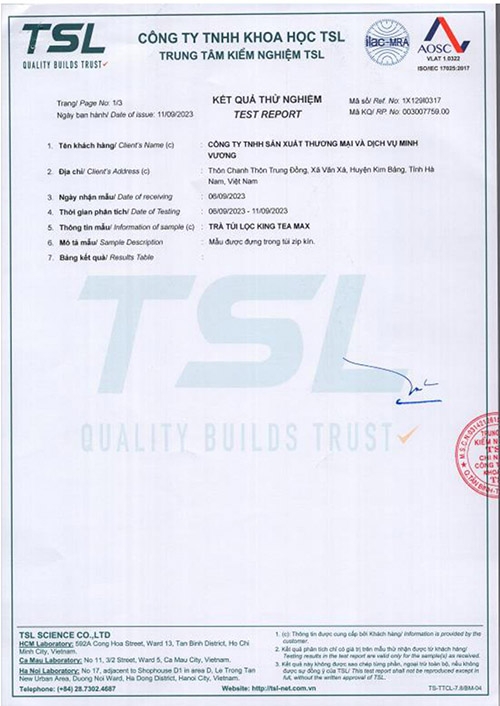 TSL
QUALITY BUILDS TRUST
CÔNG TY TNHH KHOA HỌC TSL
TRUNG TÂM KIỂM NGHIỆM TSL
ilac-MRA
AOSC
VLAT 1.0322
ISO/IEC 17025:2017
Trang/ Page No: 1/3
Ngày ban hành/ Date of issue: 11/09/2023
KẾT QUẢ THỬ NGHIỆM
TEST REPORT
Mã số/ Ref. No: 1X129I0317
Mã KQ/ RP. No: 003007759.00
1. Tên khách hàng/ Client's Name (c) : CÔNG TY TNHH SẢN XUẤT THƯƠNG MẠI VÀ DỊCH VỤ MINH
VƯƠNG
2. Địa chỉ/ Client's Address (c) : Thôn Chanh Thôn Trung Đồng, Xã Văn Xá, Huyện Kim Bảng, Tỉnh Hà
Nam, Việt Nam
3. Ngày nhận mẫu/ Date of receiving : 06/09/2023
4. Thời gian phân tích/ Date of Testing : 06/09/2023 - 11/09/2023
5. Thông tin mẫu/ Information of sample (c) : TRÀ TÚI LỌC KING TEA MAX
6. Mô tả mẫu/ Sample Description : Mẫu được đựng trong túi zip kín.
7. Bảng kết quả/ Results Table :
TSL
QUALITY BUILDS TRUST
TSL SCIENCE CO.,LTD
HCM Laboratory: 592A Cong Hoa Street, Ward 13, Tan Binh District, Ho Chi
Minh City, Vietnam.
Ca Mau Laboratory: No 11, 3/2 Street, Ward 5, Ca Mau City, Vietnam.
Ha Noi Laboratory: No 17, adjacent to Shophouse D1 in area D, Le Trong Tan
New Urban Area, Duong Noi Ward, Ha Dong District, Hanoi City, Vietnam.
Telephone: (+84) 28.7302.4687
Website: http://tsl-net.com.vn
1. (c): Thông tin được cung cấp bởi Khách hàng/ Information is provided by the
customer.
2. Kết quả phân tích chỉ có giá trị trên mẫu thử nhận được từ khách hàng/
Testing results in the test report are valid only for the sample(s) as received.
3. Kết quả này không được sao chép từng phần, ngoại trừ toàn bộ, nếu không
được sự đồng ý của TSL/ This test report shall not be reproduced except in
full, without the written approval of TSL.
TS-TTCL-7.8/BM-04